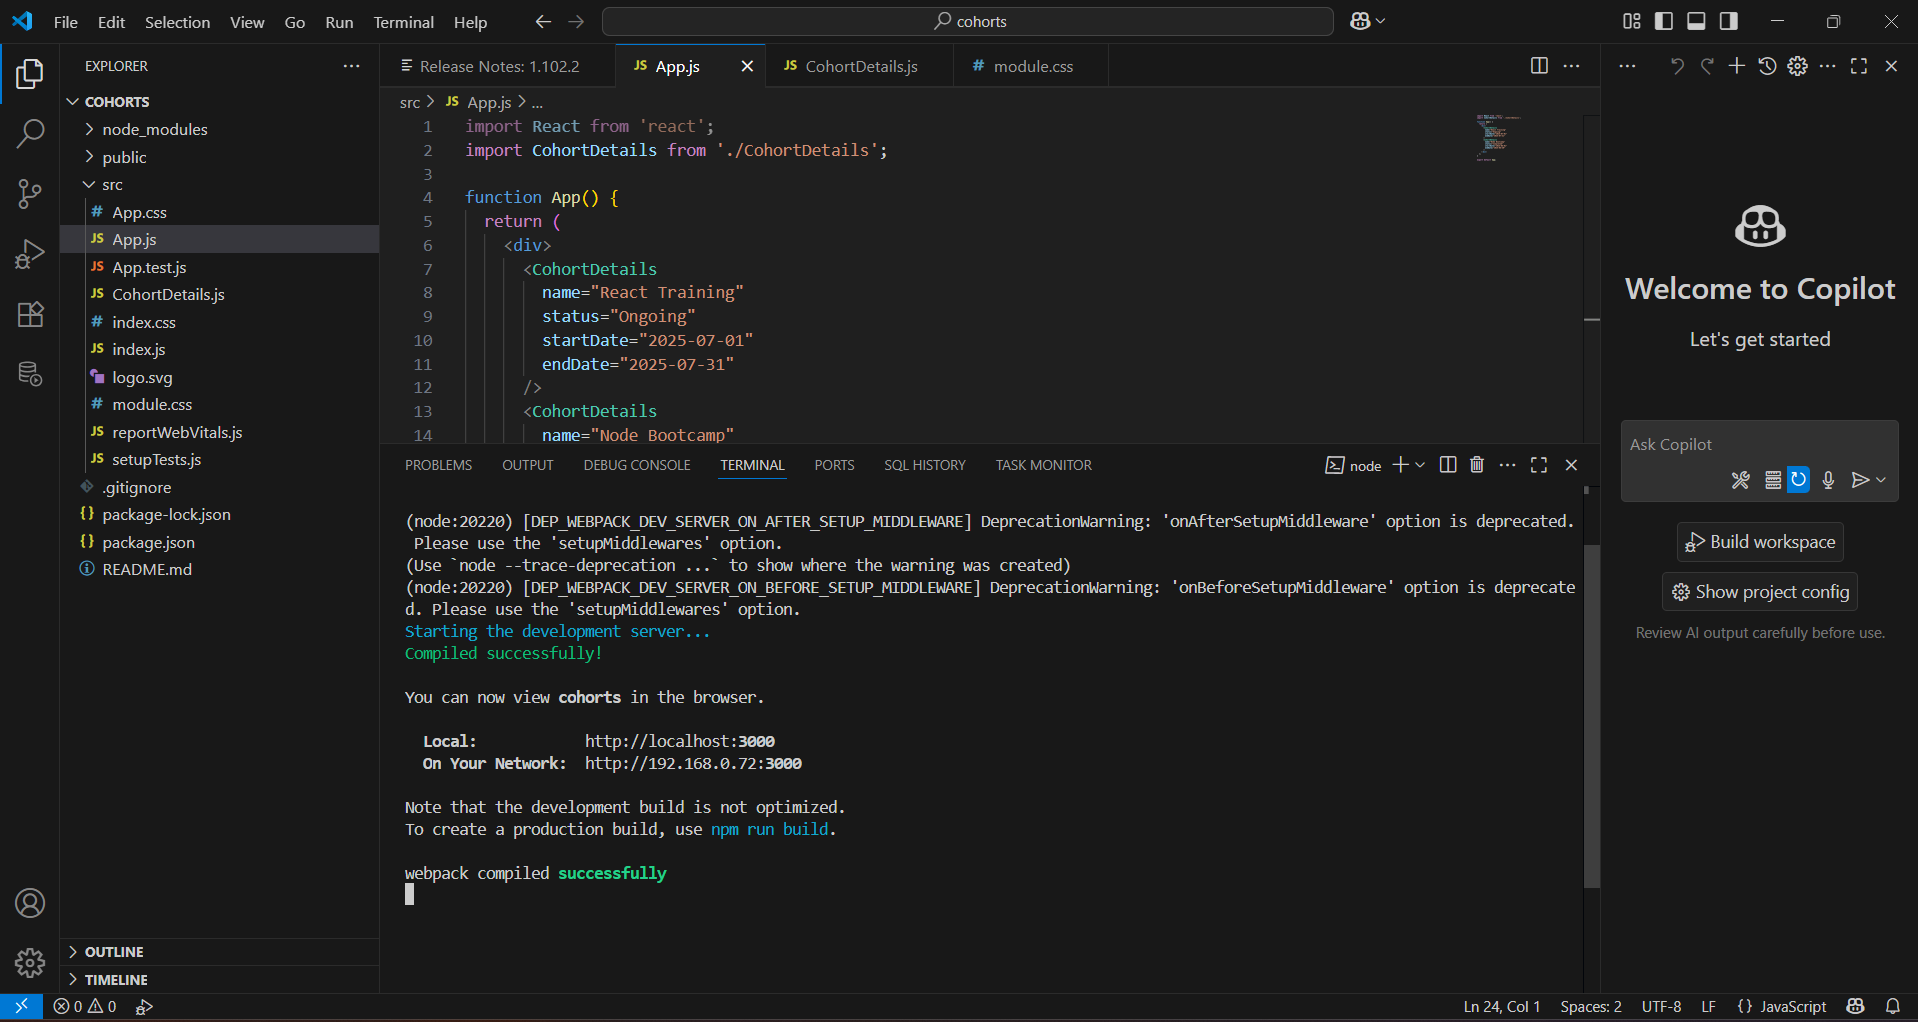 File Edit Selection View Go Run Terminal Help
cohorts
EXPLORER
COHORTS
node_modules
public
src
# App.css
JS App.js
JS App.test.js
JS CohortDetails.js
# index.css
JS index.js
logo.svg
# module.css
JS reportWebVitals.js
JS setupTests.js
.gitignore
{} package-lock.json
{} package.json
README.md
OUTLINE
TIMELINE
Release Notes: 1.102.2
JS App.js
JS CohortDetails.js
# module.css
src > JS App.js > ...
1 import React from 'react';
2 import CohortDetails from './CohortDetails';
3
4 function App() {
5 return (
6 <div>
7 <CohortDetails
8 name="React Training"
9 status="Ongoing"
10 startDate="2025-07-01"
11 endDate="2025-07-31"
12 />
13 <CohortDetails
14 name="Node Bootcamp"
PROBLEMS OUTPUT DEBUG CONSOLE TERMINAL PORTS SQL HISTORY TASK MONITOR
node
(node:20220) [DEP_WEBPACK_DEV_SERVER_ON_AFTER_SETUP_MIDDLEWARE] DeprecationWarning: 'onAfterSetupMiddleware' option is deprecated.
Please use the 'setupMiddlewares' option.
(Use `node --trace-deprecation ...` to show where the warning was created)
(node:20220) [DEP_WEBPACK_DEV_SERVER_ON_BEFORE_SETUP_MIDDLEWARE] DeprecationWarning: 'onBeforeSetupMiddleware' option is deprecate
d. Please use the 'setupMiddlewares' option.
Starting the development server...
Compiled successfully!
You can now view cohorts in the browser.
Local: http://localhost:3000
On Your Network: http://192.168.0.72:3000
Note that the development build is not optimized.
To create a production build, use npm run build.
webpack compiled successfully
Welcome to Copilot
Let's get started
Ask Copilot
Build workspace
Show project config
Review AI output carefully before use.
0 0
Ln 24, Col 1 Spaces: 2 UTF-8 LF {} JavaScript